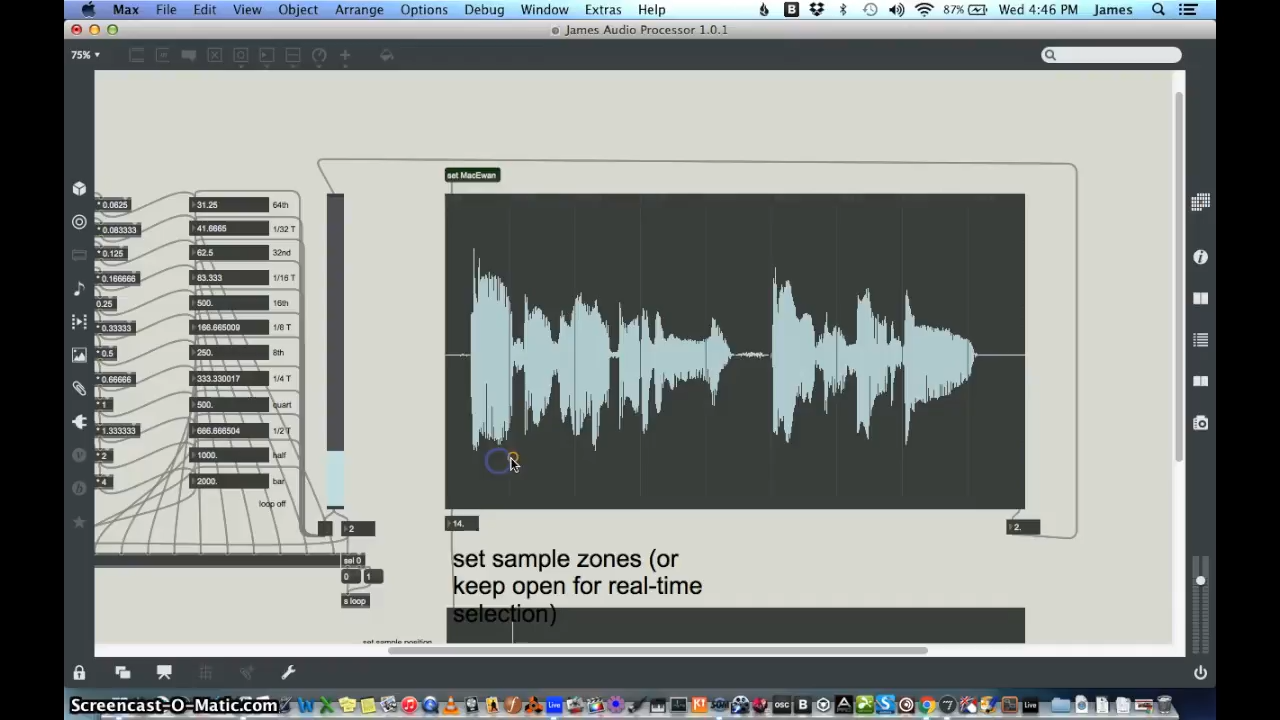 Max File Edit View Object Arrange Options Debug Window Extras Help B 87% Wed 4:46 PM James
James Audio Processor 1.0.1
75%
set MacEwan
* 0.0625 31.25 64th
* 0.083333 41.6665 1/32 T
* 0.125 62.5 32nd
* 0.166666 83.333 1/16 T
0.25 500. 16th
* 0.33333 166.665009 1/8 T
* 0.5 250. 8th
* 0.66666 333.330017 1/4 T
* 1 500. quart
* 1.333333 666.666504 1/2 T
* 2 1000. half
* 4 2000. bar
loop off
2
14.
2.
sel 0
0 1
s loop
set sample zones (or
keep open for real-time
selection)
set sample position
Screencast-O-Matic.com
Live KT OSC B Live